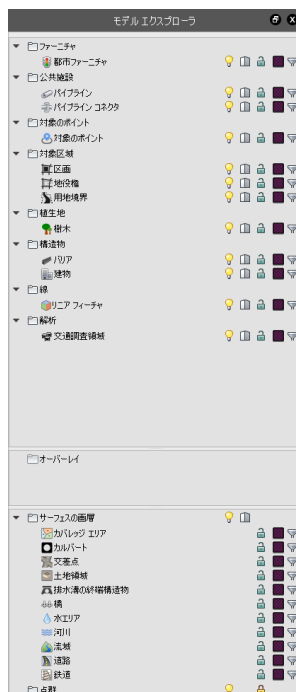 モデル エクスプローラ
ファーニチャ
都市ファーニチャ
公共施設
パイプライン
パイプライン コネクタ
対象のポイント
対象のポイント
対象区域
区画
地役権
用地境界
植生地
樹木
構造物
バリア
建物
線
リニア フィーチャ
解析
交通調査領域
オーバーレイ
サーフェスの画層
カバレッジ エリア
カルバート
交差点
土地領域
排水溝の終端構造物
橋
水エリア
河川
流域
道路
鉄道
点群